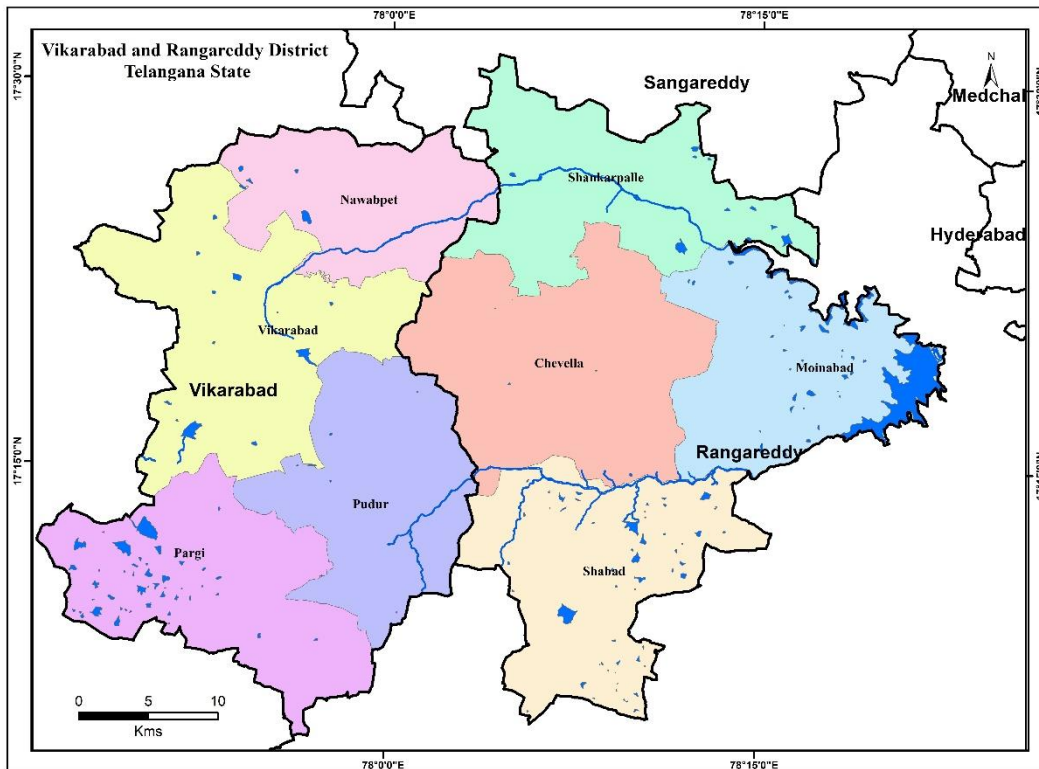 78°0'0"E
78°15'0"E
Vikarabad and Rangareddy District
Telangana State
17°30'0"N
N
Sangareddy
Medchal
Shankarpalle
Nawabpet
Hyderabad
Vikarabad
Chevella
Moinabad
Vikarabad
Rangareddy
17°15'0"N
Pudur
Pargi
Shabad
0
5
10
Kms
78°0'0"E
78°15'0"E